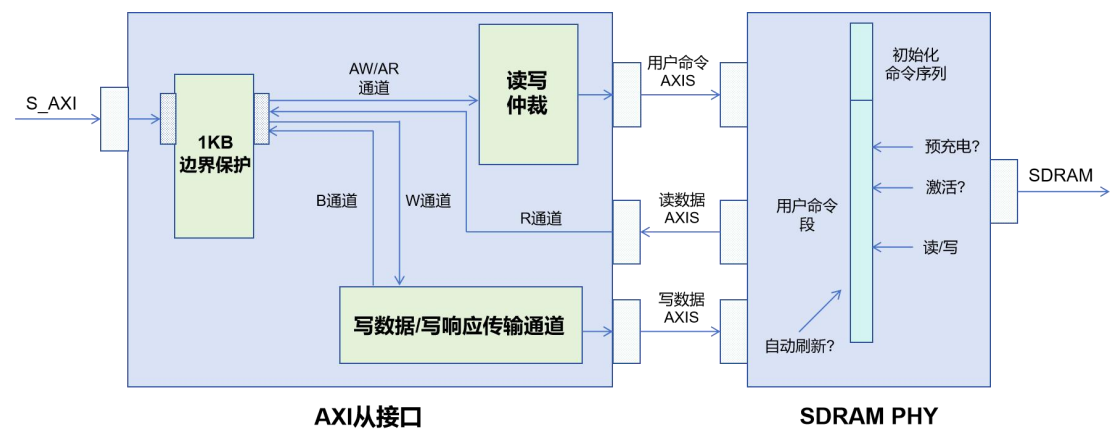 S_AXI
1KB
边界保护
AW/AR
通道
读写
仲裁
B通道
W通道
R通道
写数据/写响应传输通道
用户命令
AXIS
读数据
AXIS
写数据
AXIS
初始化
命令序列
预充电?
激活?
用户命令
段
读/写
自动刷新?
SDRAM
AXI从接口
SDRAM PHY